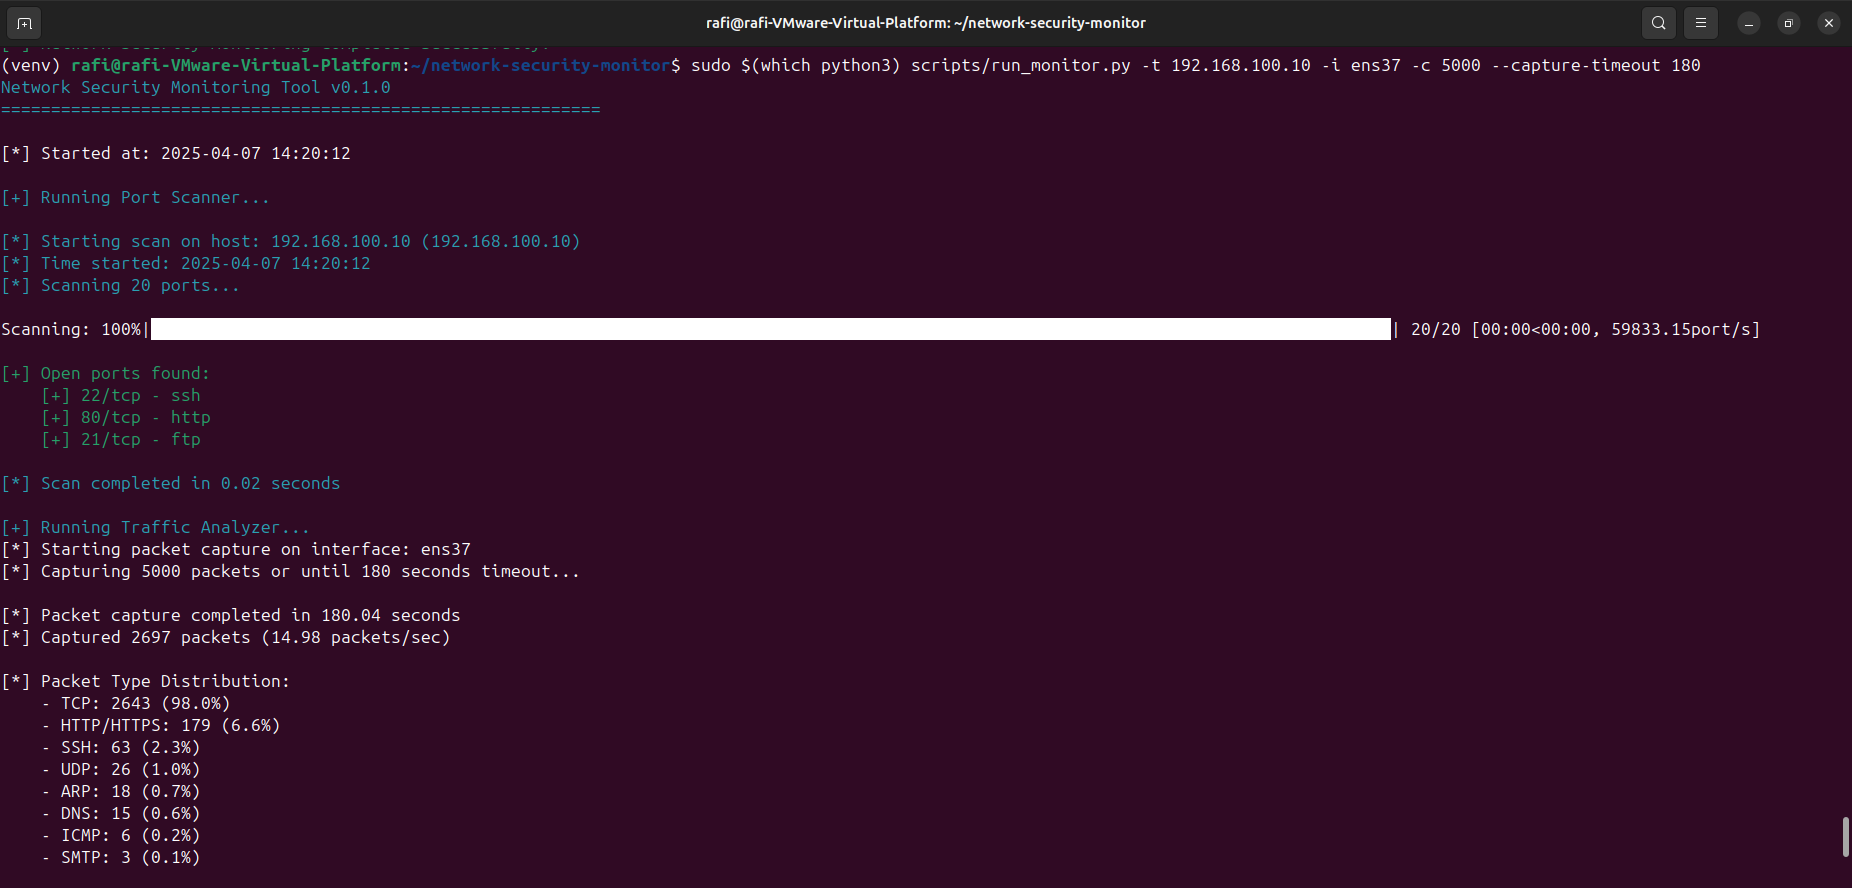 rafi@rafi-VMware-Virtual-Platform: ~/network-security-monitor
(venv) rafi@rafi-VMware-Virtual-Platform:~/network-security-monitor$ sudo $(which python3) scripts/run_monitor.py -t 192.168.100.10 -i ens37 -c 5000 --capture-timeout 180
Network Security Monitoring Tool v0.1.0
============================================================
[*] Started at: 2025-04-07 14:20:12
[+] Running Port Scanner...
[*] Starting scan on host: 192.168.100.10 (192.168.100.10)
[*] Time started: 2025-04-07 14:20:12
[*] Scanning 20 ports...
Scanning: 100%|| 20/20 [00:00<00:00, 59833.15port/s]
[+] Open ports found:
[+] 22/tcp - ssh
[+] 80/tcp - http
[+] 21/tcp - ftp
[*] Scan completed in 0.02 seconds
[+] Running Traffic Analyzer...
[*] Starting packet capture on interface: ens37
[*] Capturing 5000 packets or until 180 seconds timeout...
[*] Packet capture completed in 180.04 seconds
[*] Captured 2697 packets (14.98 packets/sec)
[*] Packet Type Distribution:
- TCP: 2643 (98.0%)
- HTTP/HTTPS: 179 (6.6%)
- SSH: 63 (2.3%)
- UDP: 26 (1.0%)
- ARP: 18 (0.7%)
- DNS: 15 (0.6%)
- ICMP: 6 (0.2%)
- SMTP: 3 (0.1%)